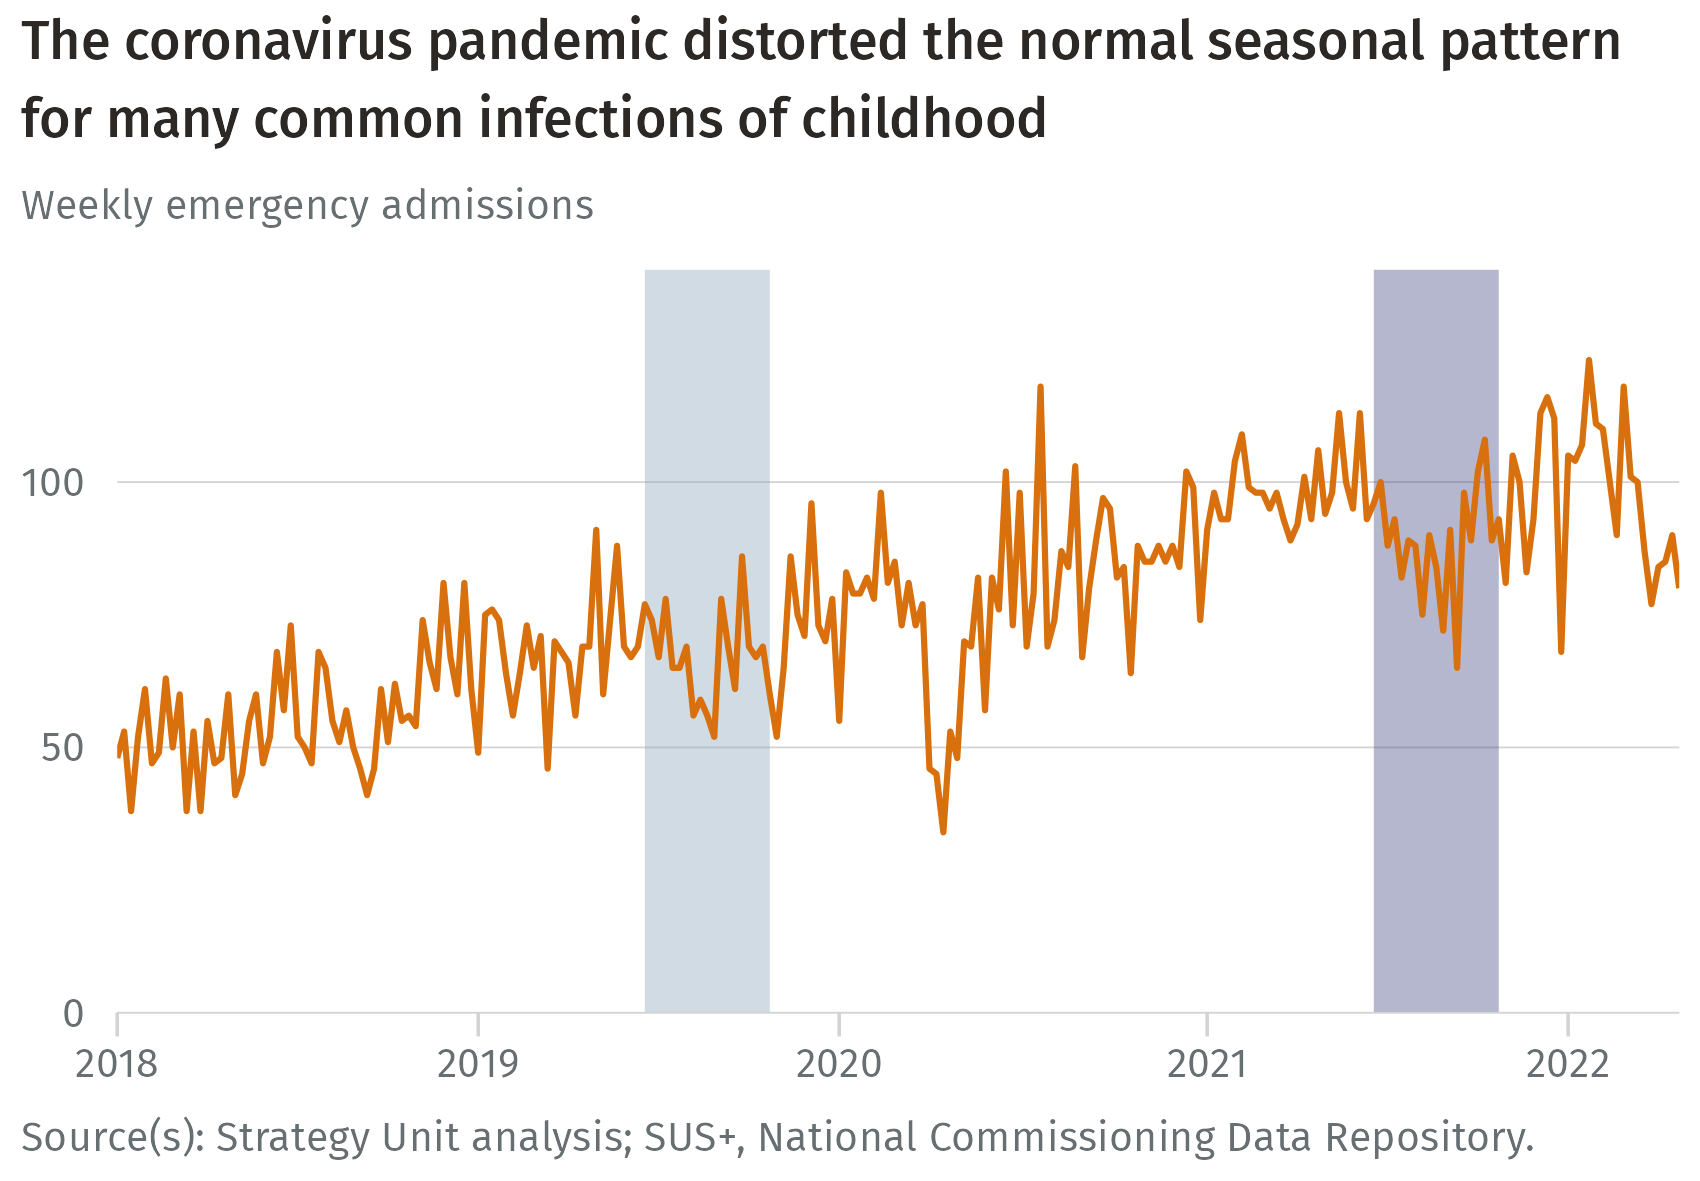 The coronavirus pandemic distorted the normal seasonal pattern
for many common infections of childhood
Weekly emergency admissions
100
50
0
2018 2019 2020 2021 2022
Source(s): Strategy Unit analysis; SUS+, National Commissioning Data Repository.